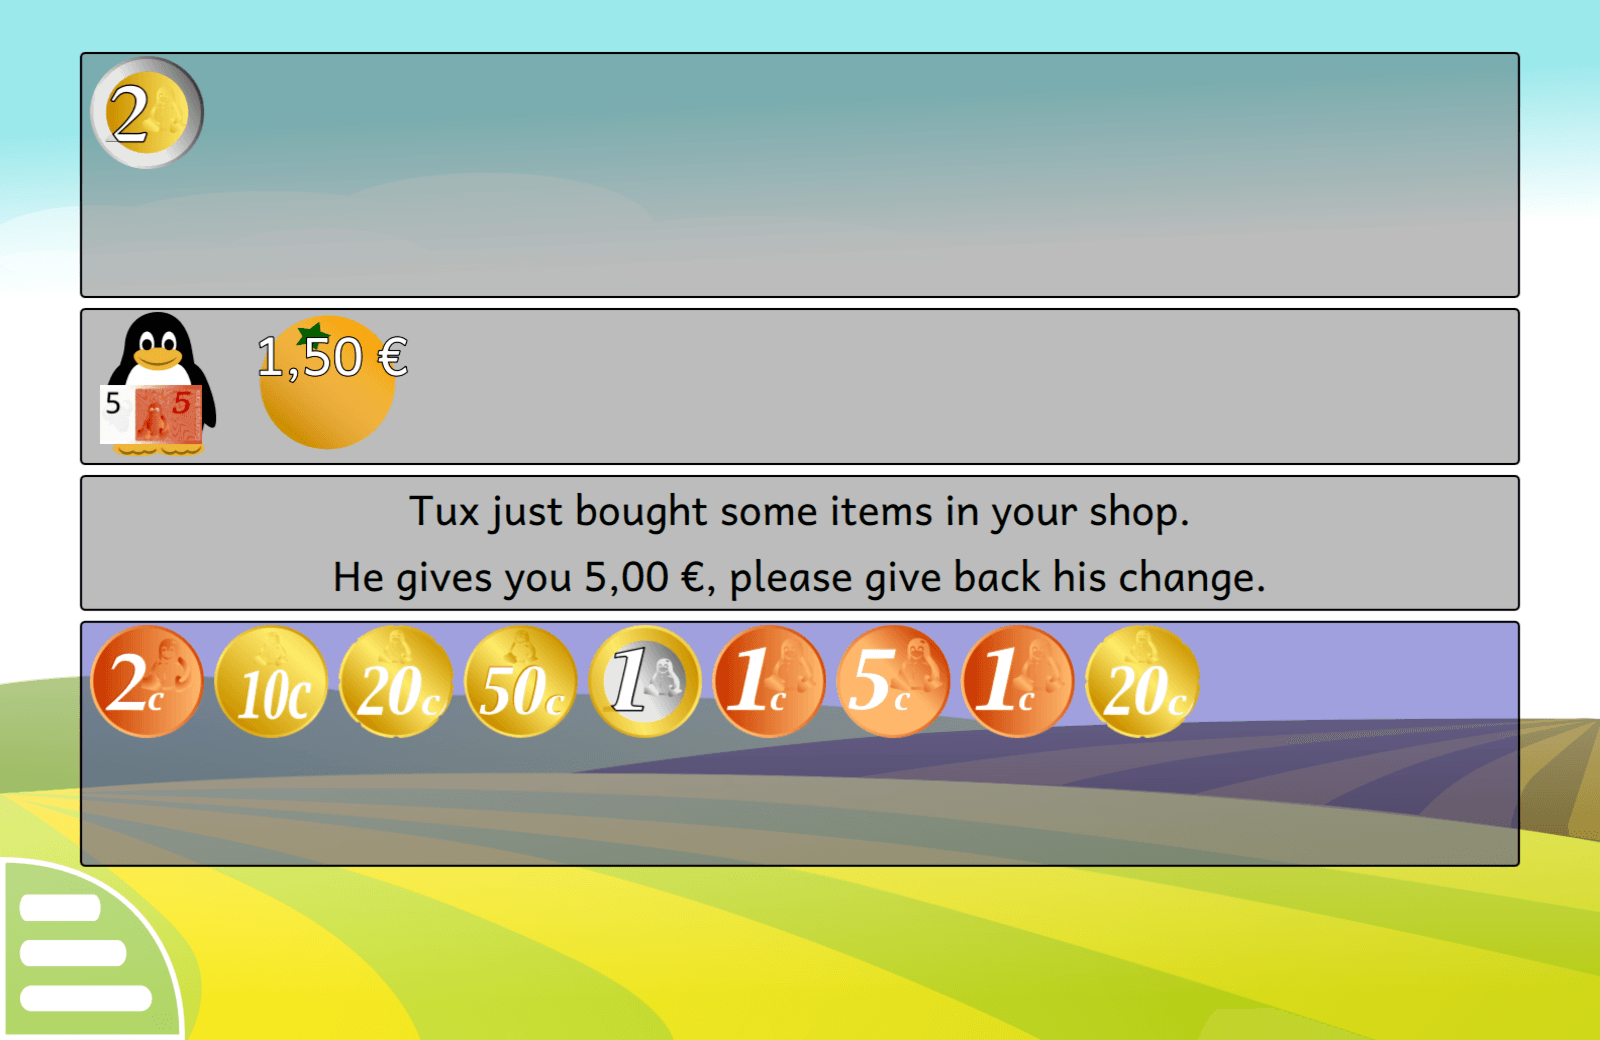 2
1,50 €
5 5
Tux just bought some items in your shop.
He gives you 5,00 €, please give back his change.
2c 10c 20c 50c 1 1c 5c 1c 20c